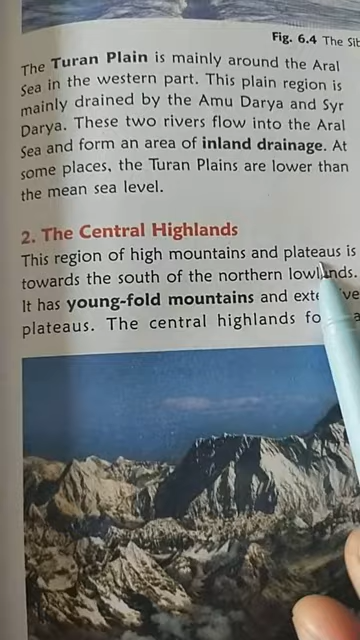 Fig. 6.4 The Sib
The Turan Plain is mainly around the Aral
Sea in the western part. This plain region is
mainly drained by the Amu Darya and Syr
Darya. These two rivers flow into the Aral
Sea and form an area of inland drainage. At
some places, the Turan Plains are lower than
the mean sea level.
2. The Central Highlands
This region of high mountains and plateaus is
towards the south of the northern lowlands.
It has young-fold mountains and
plateaus. The central highlands